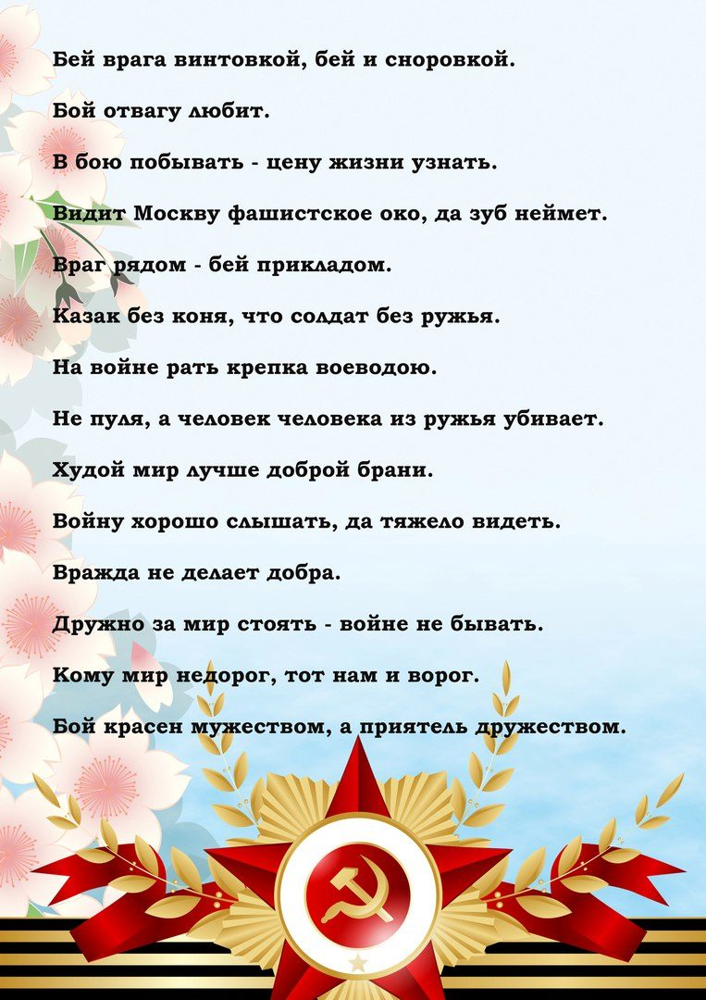 Бей врага винтовкой, бей и сноровкой.
Бой отвагу любит.
В бою побывать - цену жизни узнать.
Видит Москву фашистское око, да зуб неймет.
Враг рядом - бей прикладом.
Казак без коня, что солдат без ружья.
На войне рать крепка воеводою.
Не пуля, а человек человека из ружья убивает.
Худой мир лучше доброй брани.
Войну хорошо слышать, да тяжело видеть.
Вражда не делает добра.
Дружно за мир стоять - войне не бывать.
Кому мир недорог, тот нам и ворог.
Бой красен мужеством, а приятель дружеством.